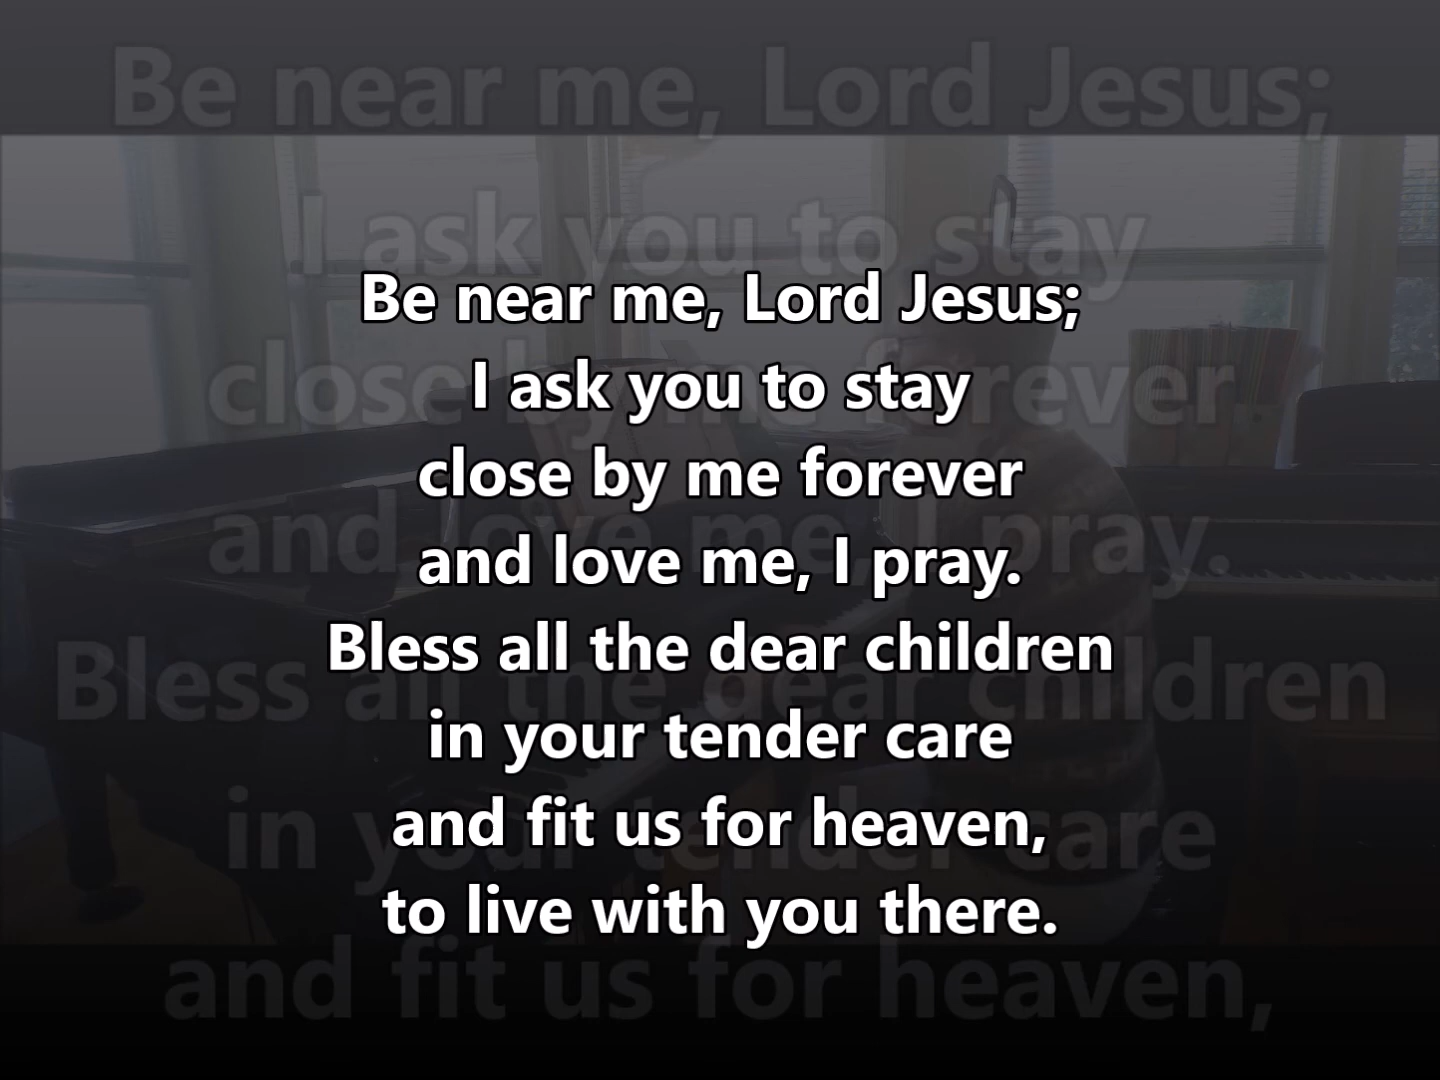 Be near me, Lord Jesus;
I ask you to stay
close by me forever
and love me, I pray.
Bless all the dear children
in your tender care
and fit us for heaven,
to live with you there.